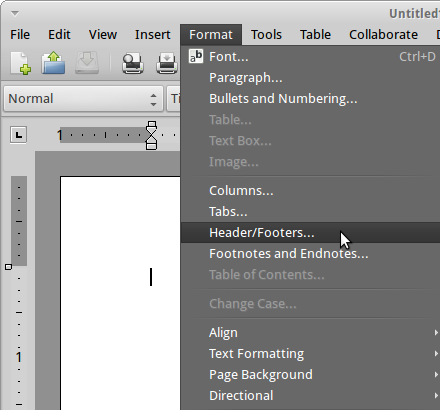 Untitled
File Edit View Insert Format Tools Table Collaborate
Font... Ctrl+D
Paragraph...
Bullets and Numbering...
Table...
Text Box...
Image...
Columns...
Tabs...
Header/Footers...
Footnotes and Endnotes...
Table of Contents...
Change Case...
Align
Text Formatting
Page Background
Directional
Normal
1
1